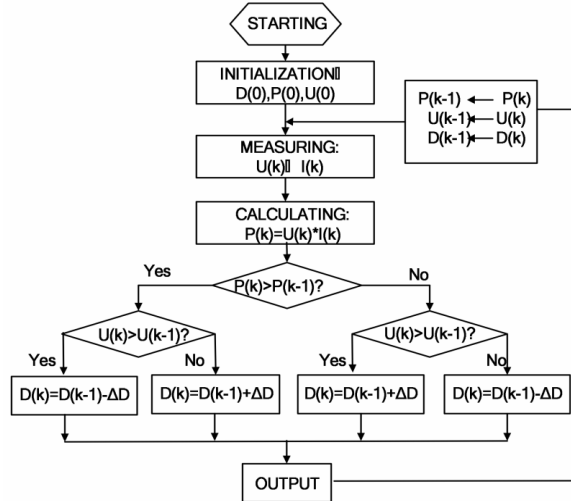 STARTING
INITIALIZATION
D(0),P(0),U(0)
P(k-1) ← P(k)
U(k-1)← U(k)
D(k-1)← D(k)
MEASURING:
U(k) I(k)
CALCULATING:
P(k)=U(k)*I(k)
Yes
P(k)>P(k-1)?
No
U(k)>U(k-1)?
U(k)>U(k-1)?
Yes
No
Yes
No
D(k)=D(k-1)-ΔD
D(k)=D(k-1)+ΔD
D(k)=D(k-1)+ΔD
D(k)=D(k-1)-ΔD
OUTPUT